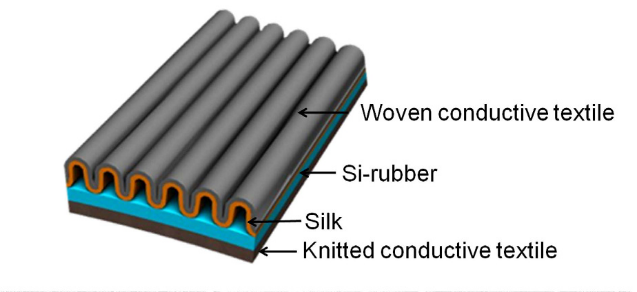 Woven conductive textile
Si-rubber
Silk
Knitted conductive textile